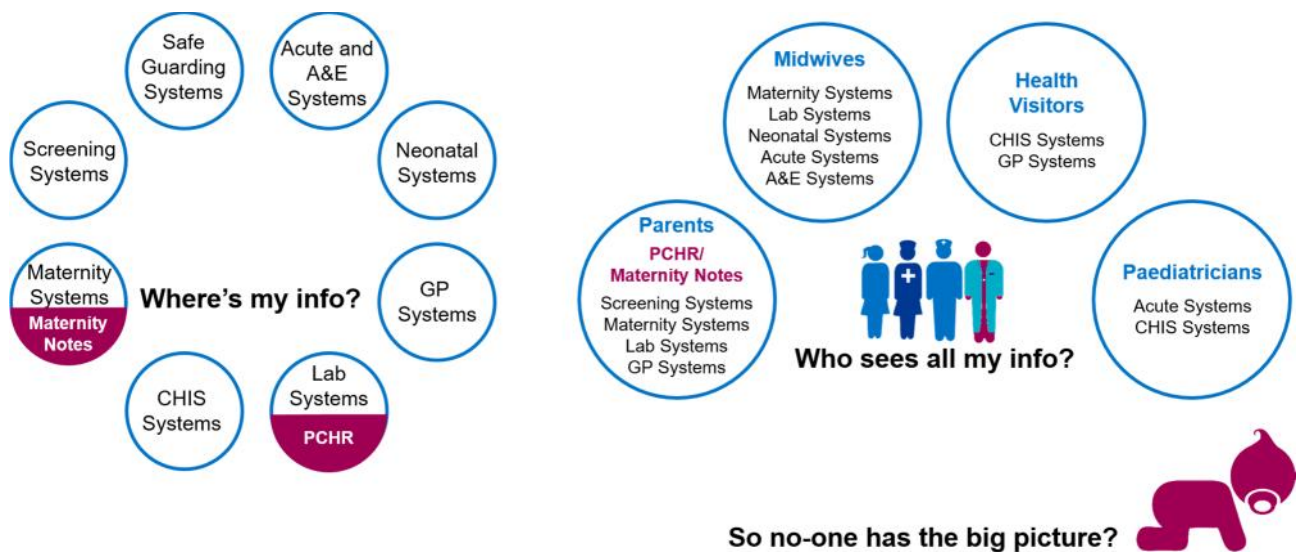 Safe
Guarding
Systems
Acute and
A&E
Systems
Screening
Systems
Neonatal
Systems
Maternity
Systems
Maternity
Notes
Where's my info?
GP
Systems
CHIS
Systems
Lab
Systems
PCHR
Midwives
Maternity Systems
Lab Systems
Neonatal Systems
Acute Systems
A&E Systems
Health
Visitors
CHIS Systems
GP Systems
Parents
PCHR/
Maternity Notes
Screening Systems
Maternity Systems
Lab Systems
GP Systems
Paediatricians
Acute Systems
CHIS Systems
Who sees all my info?
So no-one has the big picture?